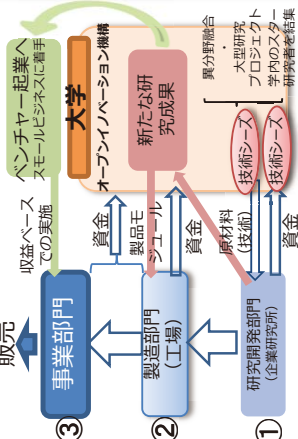 販売
③
事業部門
収益ベース
での実施
ベンチャー起業へ
スモールビジネスに着手
②
製造部門
(工場)
資金
製品モ
ジュール
資金
大学
オープンイノベーション機構
新たな研
究成果
①
研究開発部門
(企業研究所)
原材料
(技術)
資金
技術シーズ
技術シーズ
異分野融合
・
大型研究
プロジェクト
学内のスター
研究者を結集